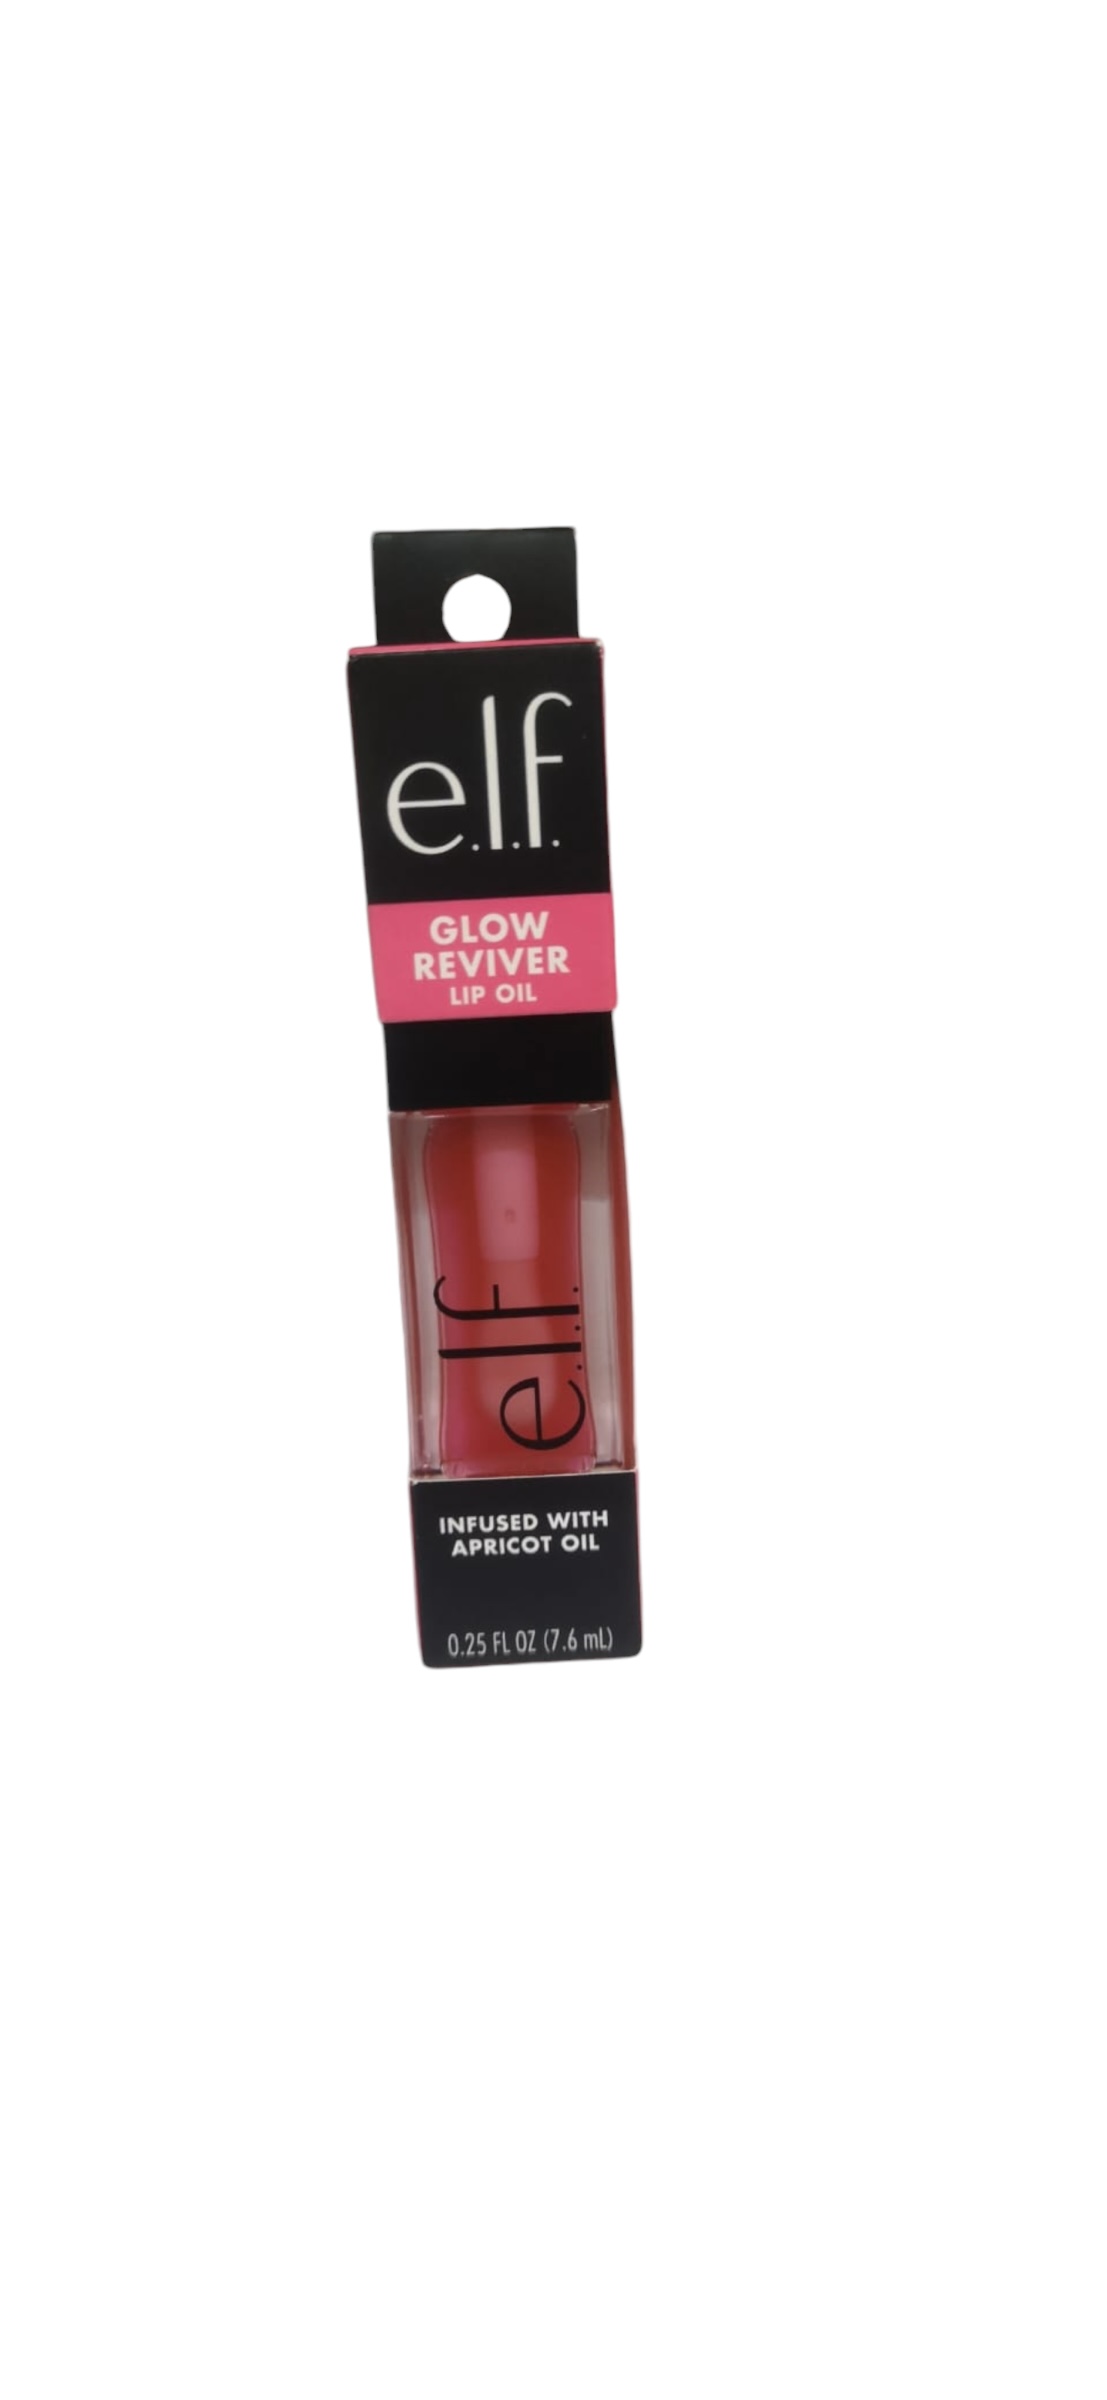 e.l.f.
GLOW
REVIVER
LIP OIL
e.l.f.
INFUSED WITH
APRICOT OIL
0.25 FL OZ (7.6 mL)